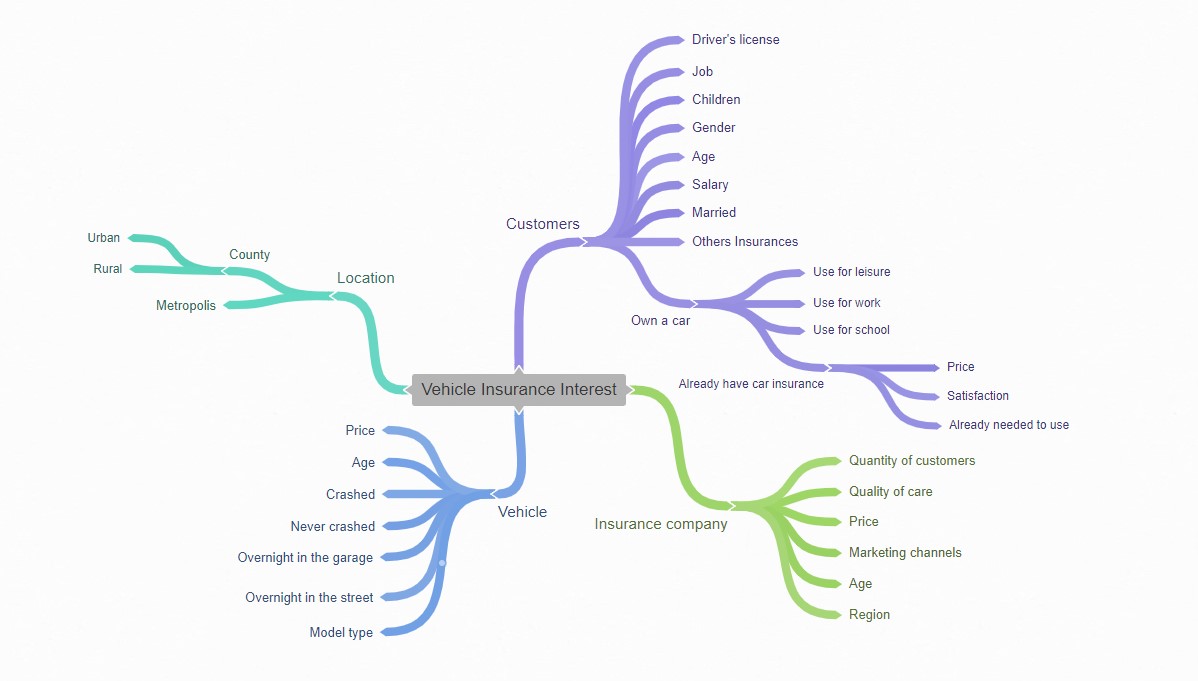 Vehicle Insurance Interest
Customers
Driver's license
Job
Children
Gender
Age
Salary
Married
Others Insurances
Own a car
Use for leisure
Use for work
Use for school
Already have car insurance
Price
Satisfaction
Already needed to use
Insurance company
Quantity of customers
Quality of care
Price
Marketing channels
Age
Region
Vehicle
Price
Age
Crashed
Never crashed
Overnight in the garage
Overnight in the street
Model type
Location
County
Urban
Rural
Metropolis